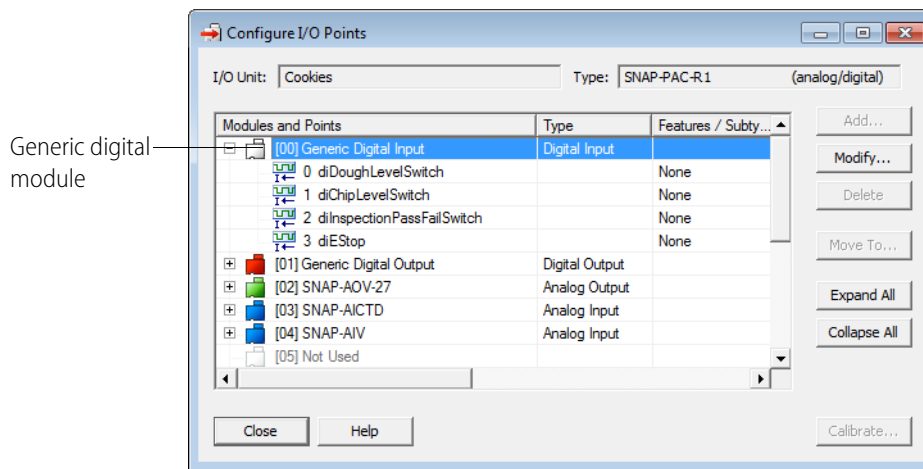 Configure I/O Points
I/O Unit: Cookies Type: SNAP-PAC-R1 (analog/digital)
Modules and Points Type Features / Subty... Add...
Generic digital module
[00] Generic Digital Input Digital Input
0 diDoughLevelSwitch None Modify...
1 diChipLevelSwitch None Delete
2 diInspectionPassFailSwitch None
3 diEStop None Move To...
[01] Generic Digital Output Digital Output
[02] SNAP-AOV-27 Analog Output Expand All
[03] SNAP-AICTD Analog Input
[04] SNAP-AIV Analog Input Collapse All
[05] Not Used
Close Help Calibrate...